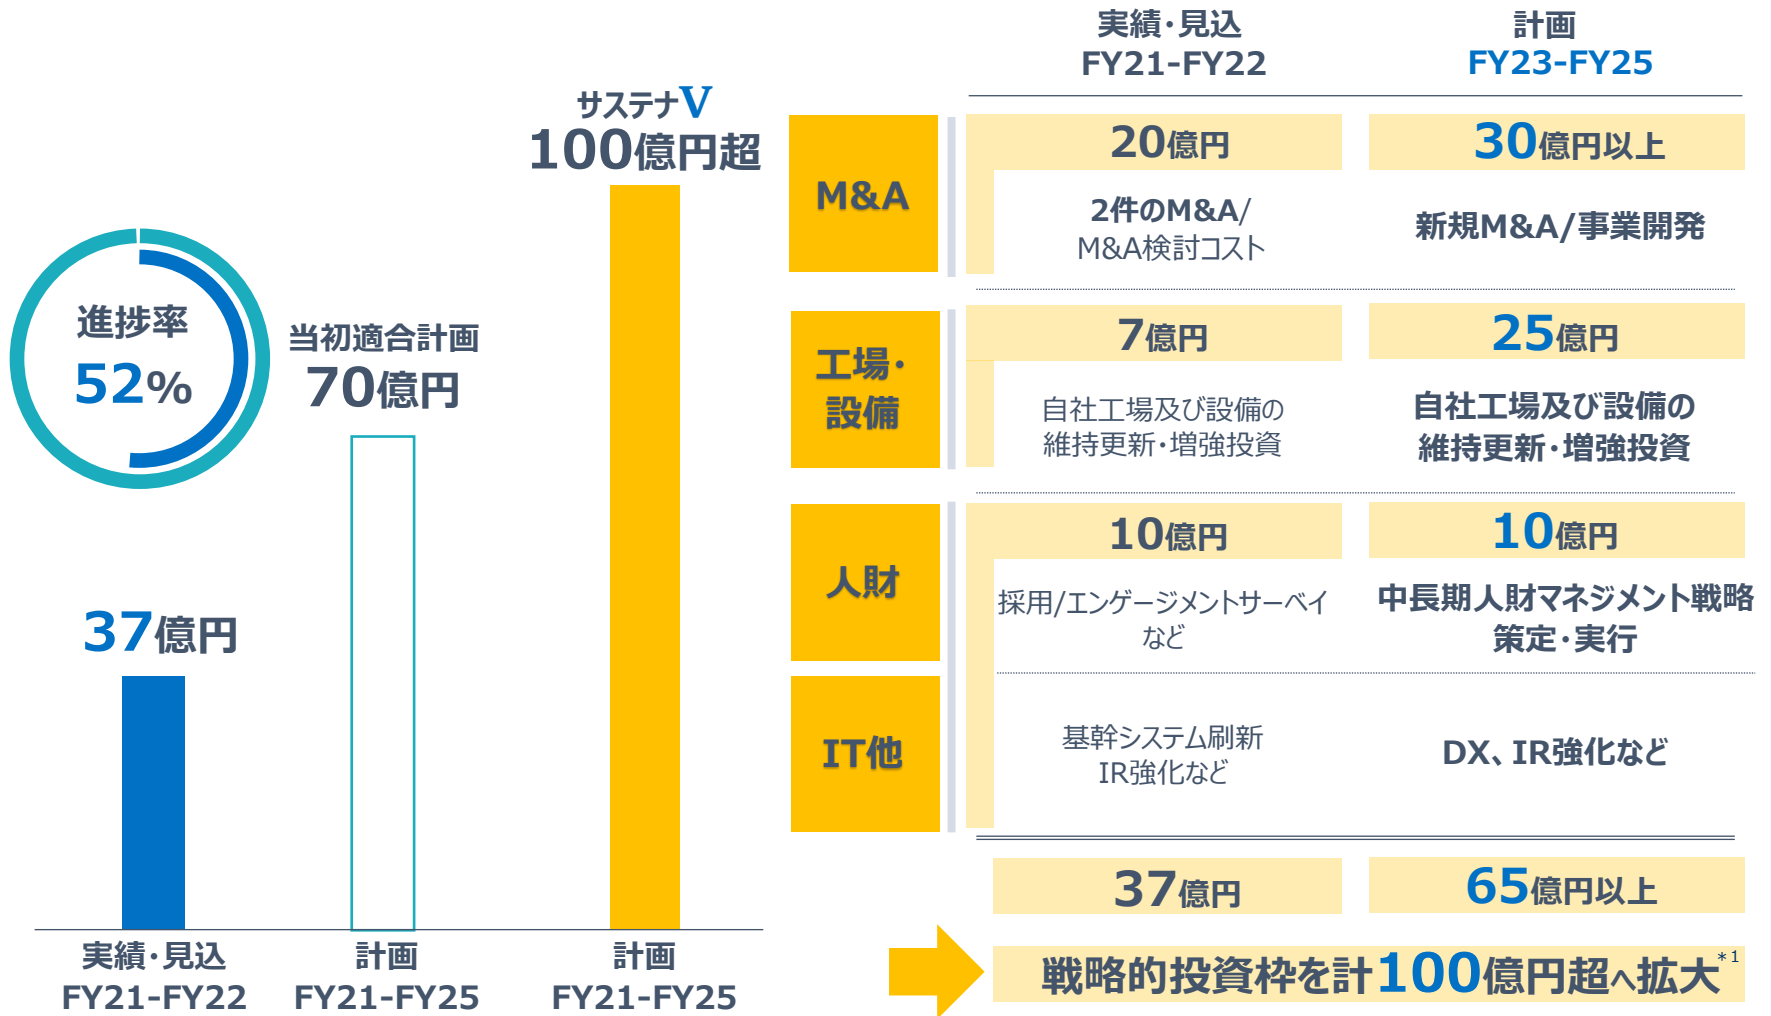 進捗率
52%
37億円
当初適合計画
70億円
サステナV
100億円超
実績・見込
FY21-FY22
計画
FY21-FY25
計画
FY21-FY25
実績・見込
FY21-FY22
計画
FY23-FY25
M&A
20億円
2件のM&A/
M&A検討コスト
30億円以上
新規M&A/事業開発
工場・
設備
7億円
自社工場及び設備の
維持更新・増強投資
25億円
自社工場及び設備の
維持更新・増強投資
人財
10億円
採用/エンゲージメントサーベイ
など
10億円
中長期人財マネジメント戦略
策定・実行
IT他
基幹システム刷新
IR強化など
DX、IR強化など
37億円
65億円以上
戦略的投資枠を計100億円超へ拡大*1